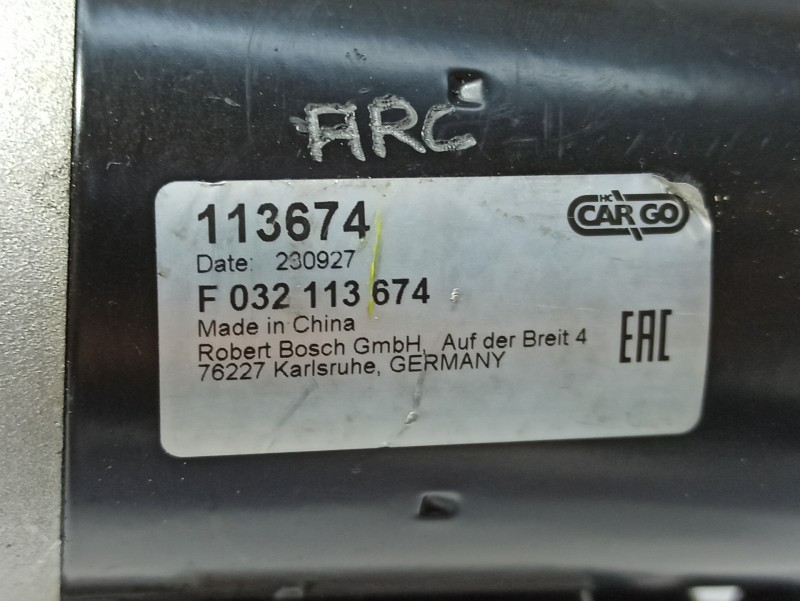 ARC
113674
HC
CARGO
Date: 230927
F 032 113 674
Made in China
Robert Bosch GmbH, Auf der Breit 4
76227 Karlsruhe, GERMANY
EAC